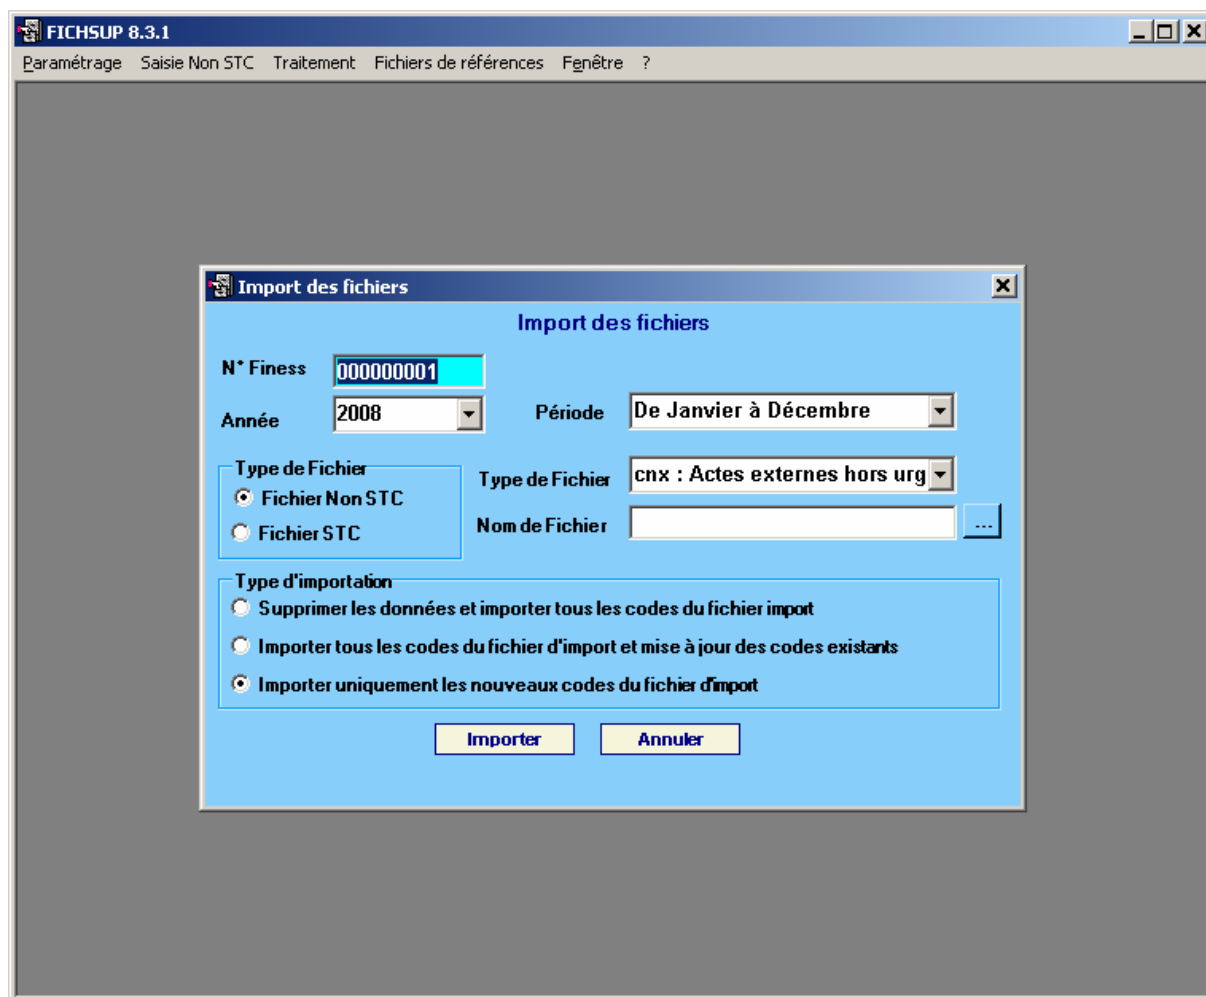 FICHSUP 8.3.1
Paramétrage Saisie Non STC Traitement Fichiers de références Fenêtre ?
Import des fichiers
Import des fichiers
N° Finess 000000001
Année 2008 Période De Janvier à Décembre
Type de Fichier
Fichier Non STC
Fichier STC
Type de Fichier cnx : Actes externes hors urg
Nom de Fichier ...
Type d'importation
Supprimer les données et importer tous les codes du fichier import
Importer tous les codes du fichier d'import et mise à jour des codes existants
Importer uniquement les nouveaux codes du fichier d'import
Importer Annuler